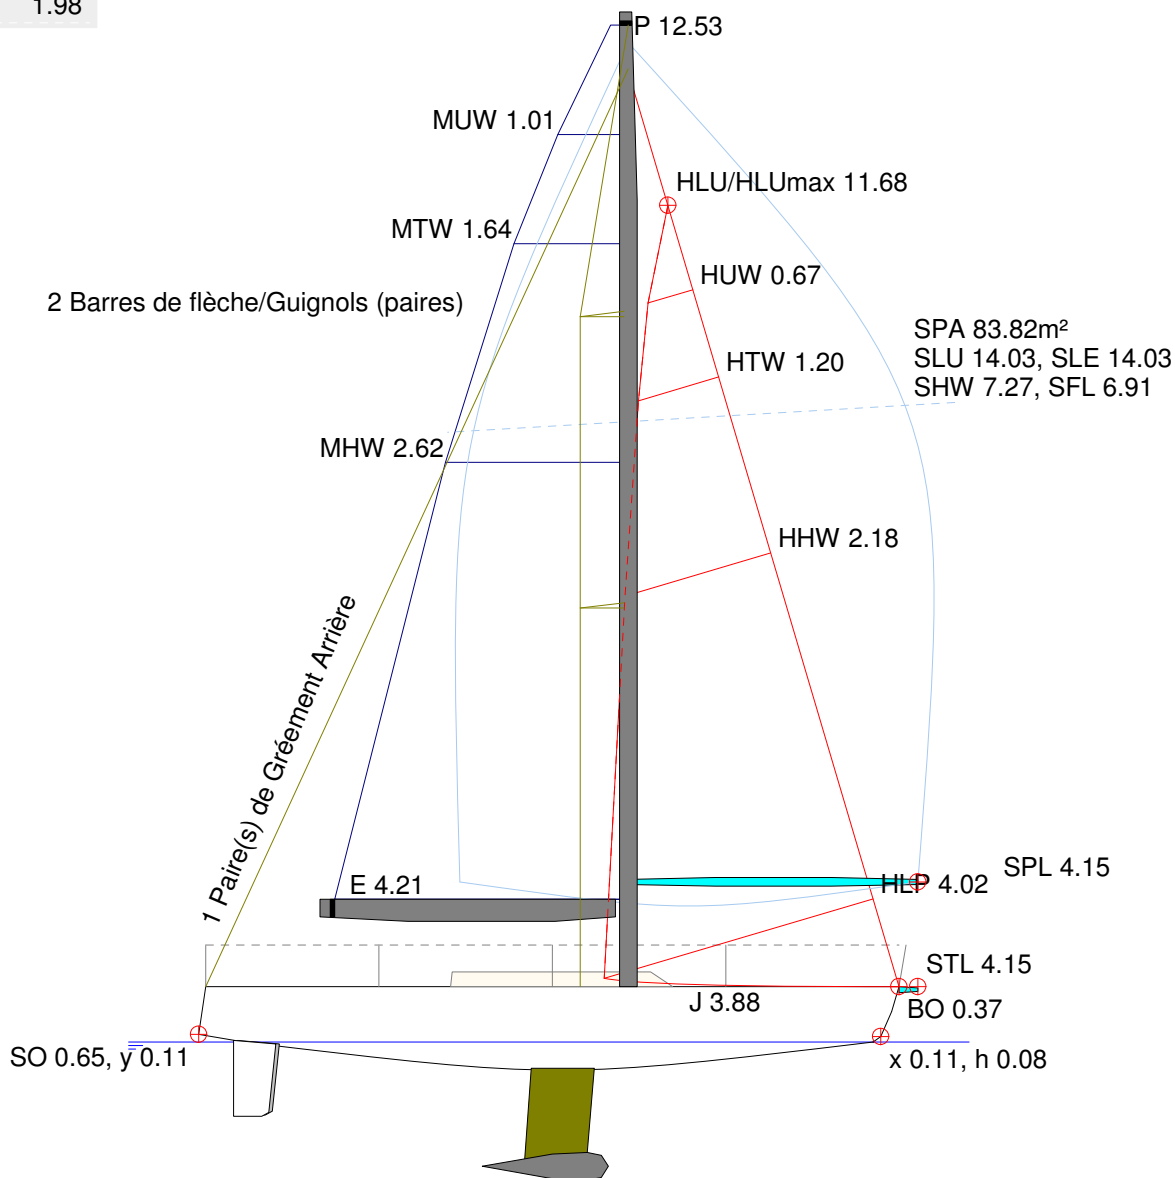 1.98
P 12.53
MUW 1.01
HLU/HLUmax 11.68
MTW 1.64
HUW 0.67
2 Barres de flèche/Guignols (paires)
SPA 83.82m²
SLU 14.03, SLE 14.03
SHW 7.27, SFL 6.91
HTW 1.20
MHW 2.62
HHW 2.18
1 Paire(s) de Gréement Arrière
E 4.21
SPL 4.15
HLP 4.02
STL 4.15
J 3.88
BO 0.37
SO 0.65, y 0.11
x 0.11, h 0.08